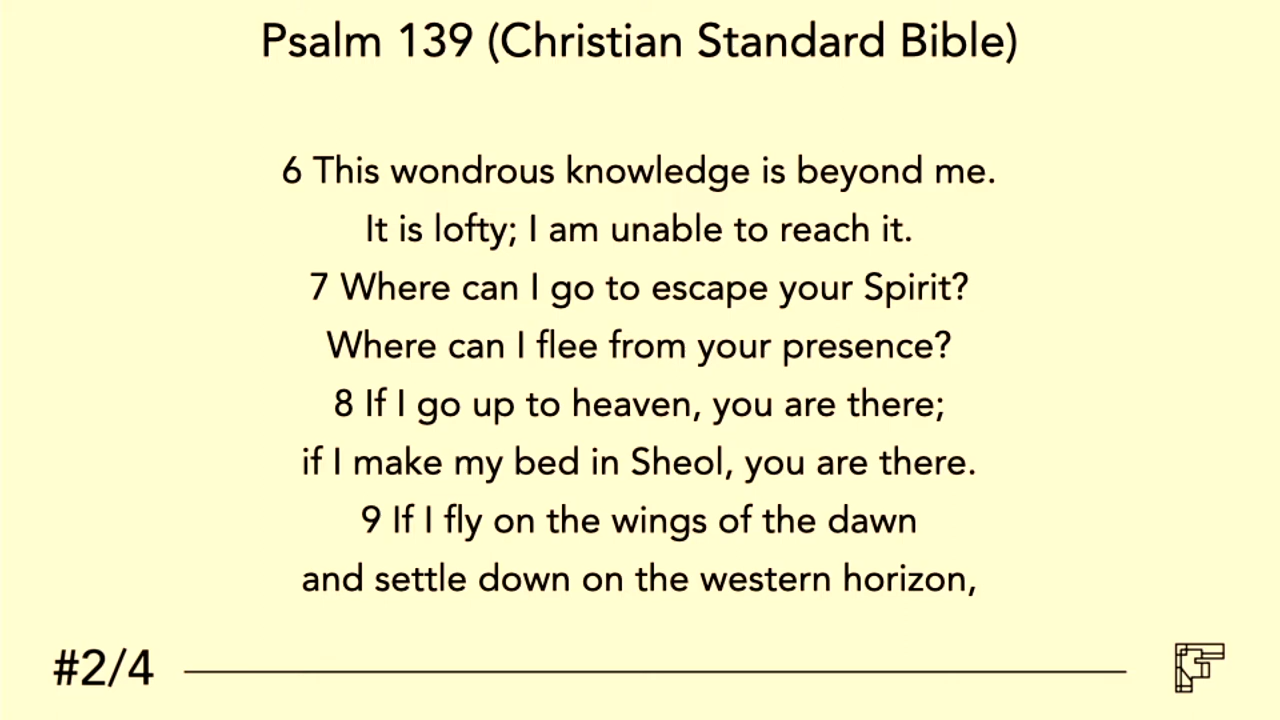 Psalm 139 (Christian Standard Bible)
6 This wondrous knowledge is beyond me.
It is lofty; I am unable to reach it.
7 Where can I go to escape your Spirit?
Where can I flee from your presence?
8 If I go up to heaven, you are there;
if I make my bed in Sheol, you are there.
9 If I fly on the wings of the dawn
and settle down on the western horizon,
#2/4